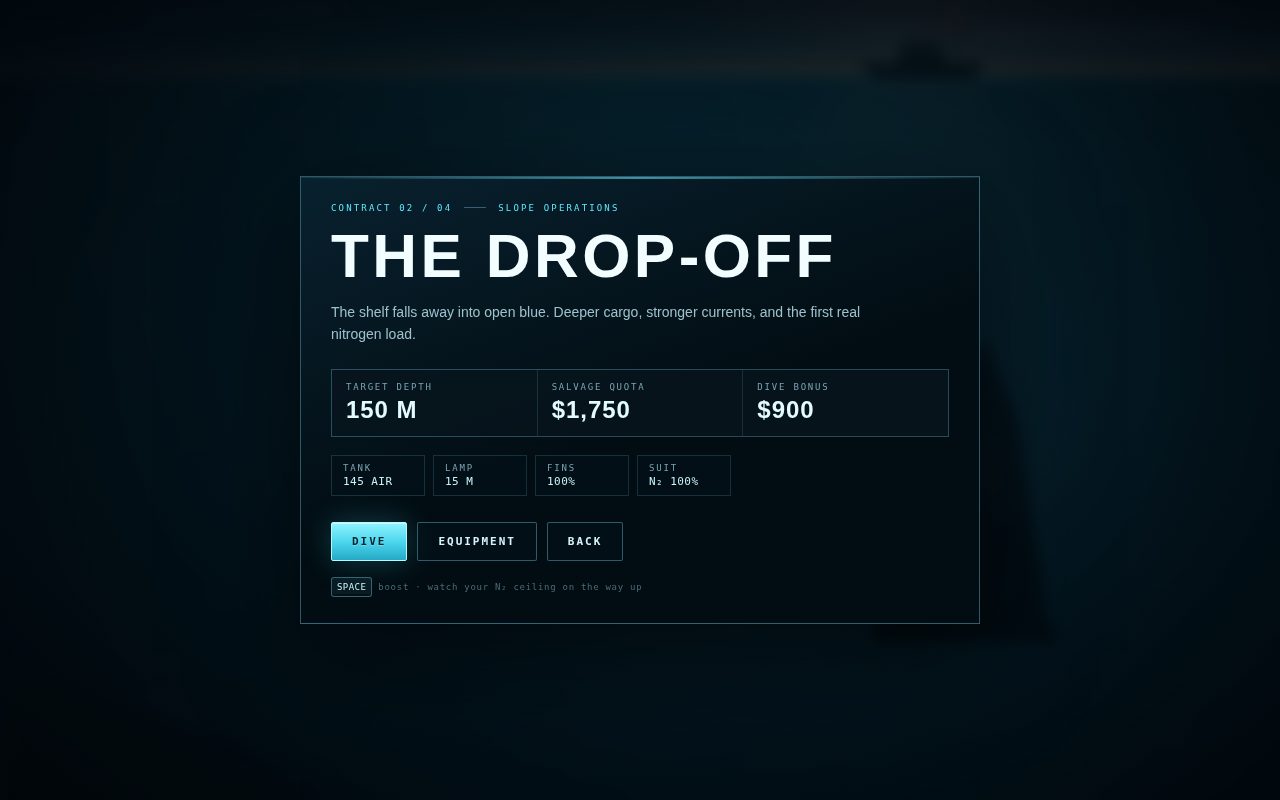 CONTRACT 02 / 04 SLOPE OPERATIONS
THE DROP-OFF
The shelf falls away into open blue. Deeper cargo, stronger currents, and the first real
nitrogen load.
TARGET DEPTH SALVAGE QUOTA DIVE BONUS
150 M $1,750 $900
TANK LAMP FINS SUIT
145 AIR 15 M 100% N₂ 100%
DIVE EQUIPMENT BACK
SPACE boost · watch your N₂ ceiling on the way up